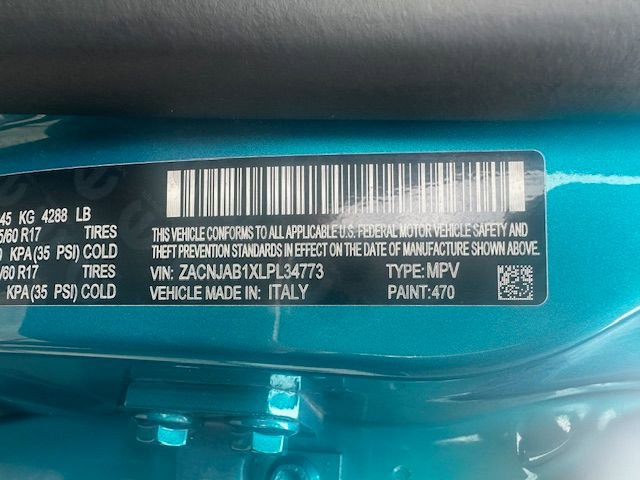 45 KG 4288 LB
5/60 R17 TIRES
KPA(35 PSI) COLD
/60 R17 TIRES
KPA(35 PSI) COLD
THIS VEHICLE CONFORMS TO ALL APPLICABLE U.S. FEDERAL MOTOR VEHICLE SAFETY AND
THEFT PREVENTION STANDARDS IN EFFECT ON THE DATE OF MANUFACTURE SHOWN ABOVE.
VIN: ZACNJAB1XLPL34773 TYPE: MPV
VEHICLE MADE IN: ITALY PAINT: 470